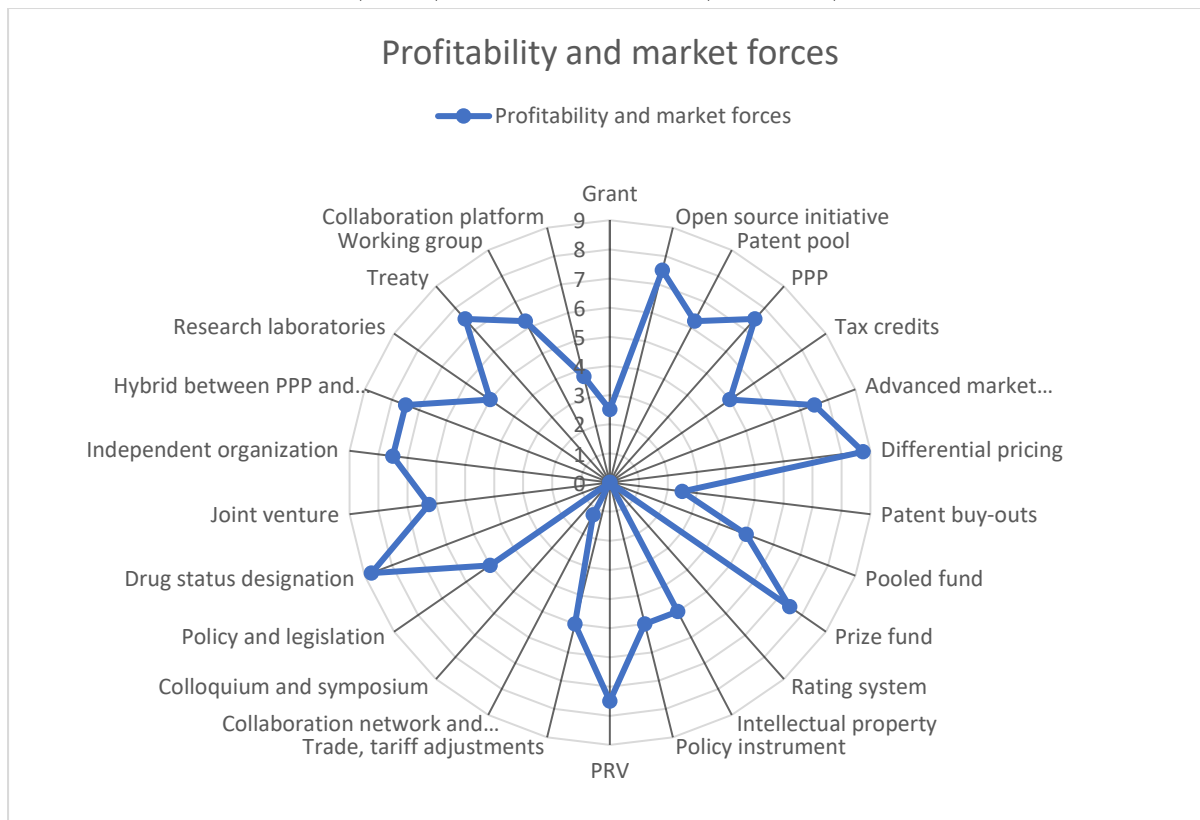 Profitability and market forces
Profitability and market forces
Grant
Open source initiative
Patent pool
PPP
Tax credits
Advanced market...
Differential pricing
Patent buy-outs
Pooled fund
Prize fund
Rating system
Intellectual property
Policy instrument
PRV
Trade, tariff adjustments
Collaboration network and...
Colloquium and symposium
Policy and legislation
Drug status designation
Joint venture
Independent organization
Hybrid between PPP and...
Research laboratories
Treaty
Working group
Collaboration platform
9
8
7
6
5
4
3
2
1
0